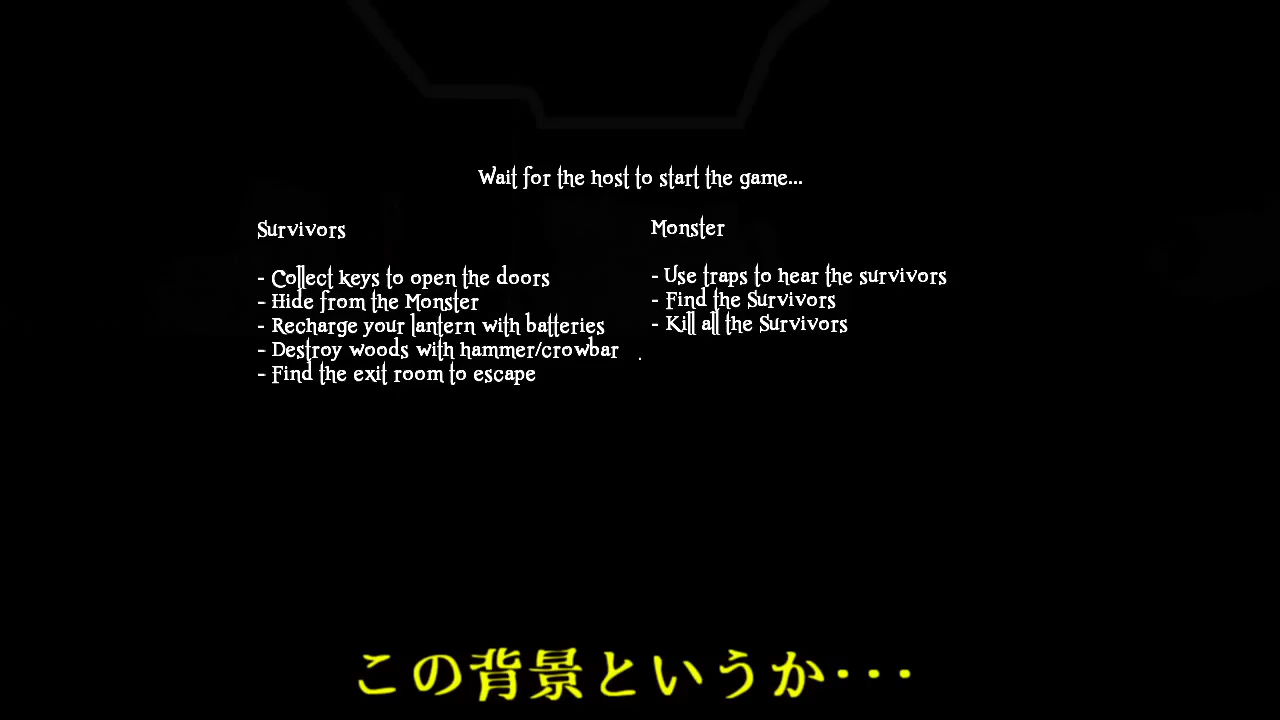 Wait for the host to start the game...
Survivors
- Collect keys to open the doors
- Hide from the Monster
- Recharge your lantern with batteries
- Destroy woods with hammer/crowbar
- Find the exit room to escape
Monster
- Use traps to hear the survivors
- Find the Survivors
- Kill all the Survivors
この背景というか･･･